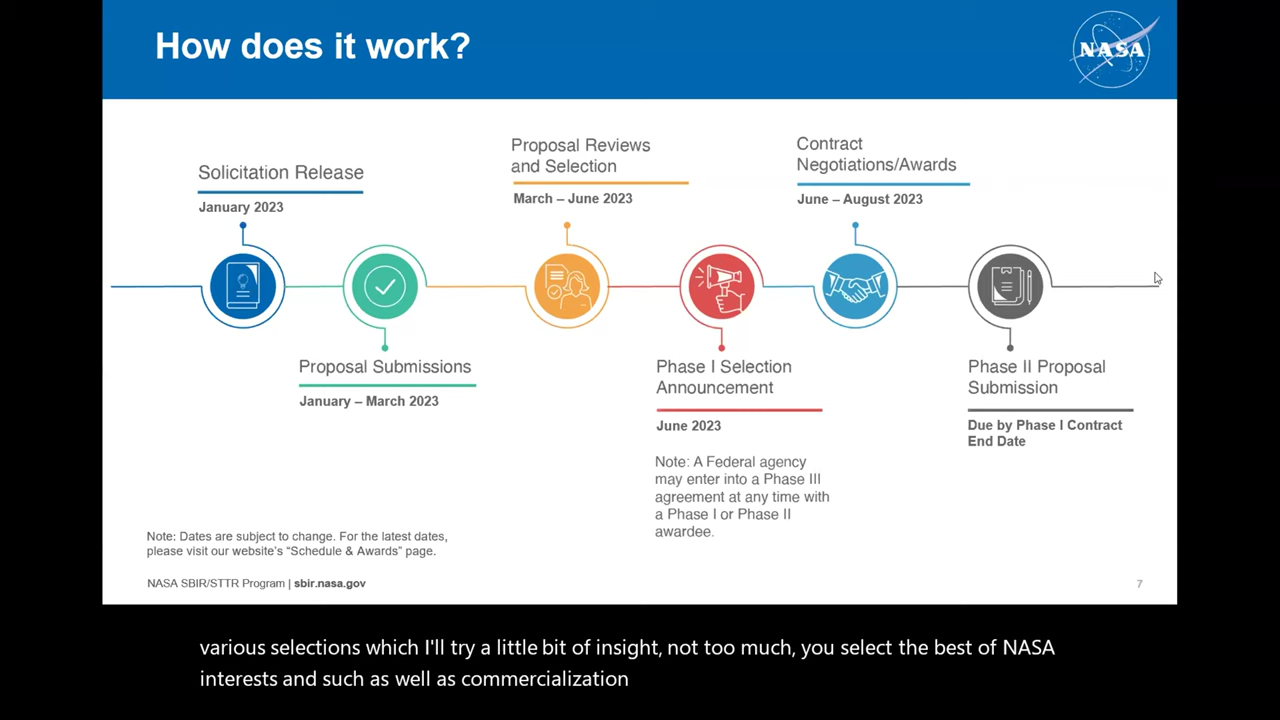 How does it work?
NASA
Solicitation Release
January 2023
Proposal Submissions
January – March 2023
Proposal Reviews
and Selection
March – June 2023
Phase I Selection
Announcement
June 2023
Note: A Federal agency
may enter into a Phase III
agreement at any time with
a Phase I or Phase II
awardee.
Contract
Negotiations/Awards
June – August 2023
Phase II Proposal
Submission
Due by Phase I Contract
End Date
Note: Dates are subject to change. For the latest dates,
please visit our website’s “Schedule & Awards” page.
NASA SBIR/STTR Program | sbir.nasa.gov
7
various selections which I'll try a little bit of insight, not too much, you select the best of NASA
interests and such as well as commercialization